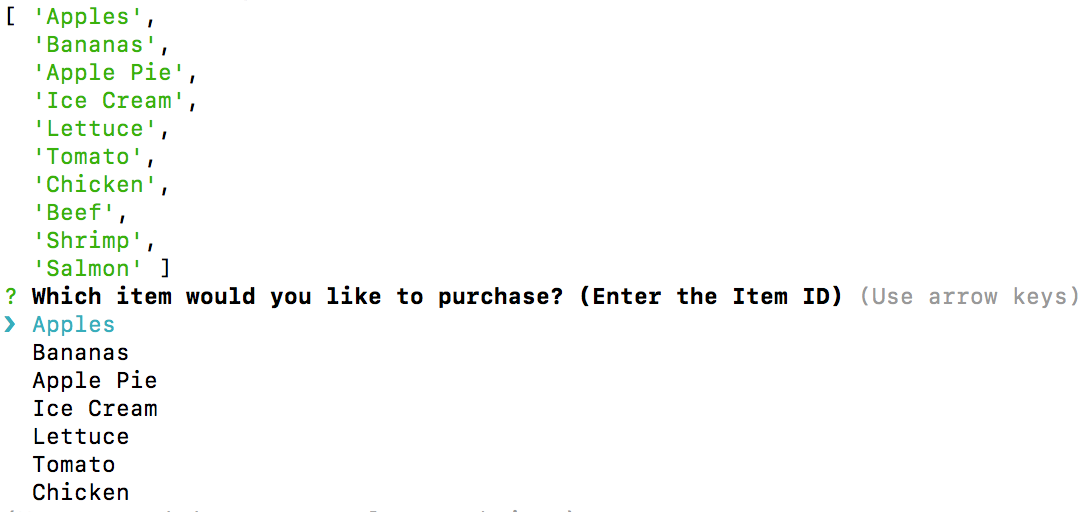 [ 'Apples',
'Bananas',
'Apple Pie',
'Ice Cream',
'Lettuce',
'Tomato',
'Chicken',
'Beef',
'Shrimp',
'Salmon' ]
? Which item would you like to purchase? (Enter the Item ID) (Use arrow keys)
❯ Apples
Bananas
Apple Pie
Ice Cream
Lettuce
Tomato
Chicken